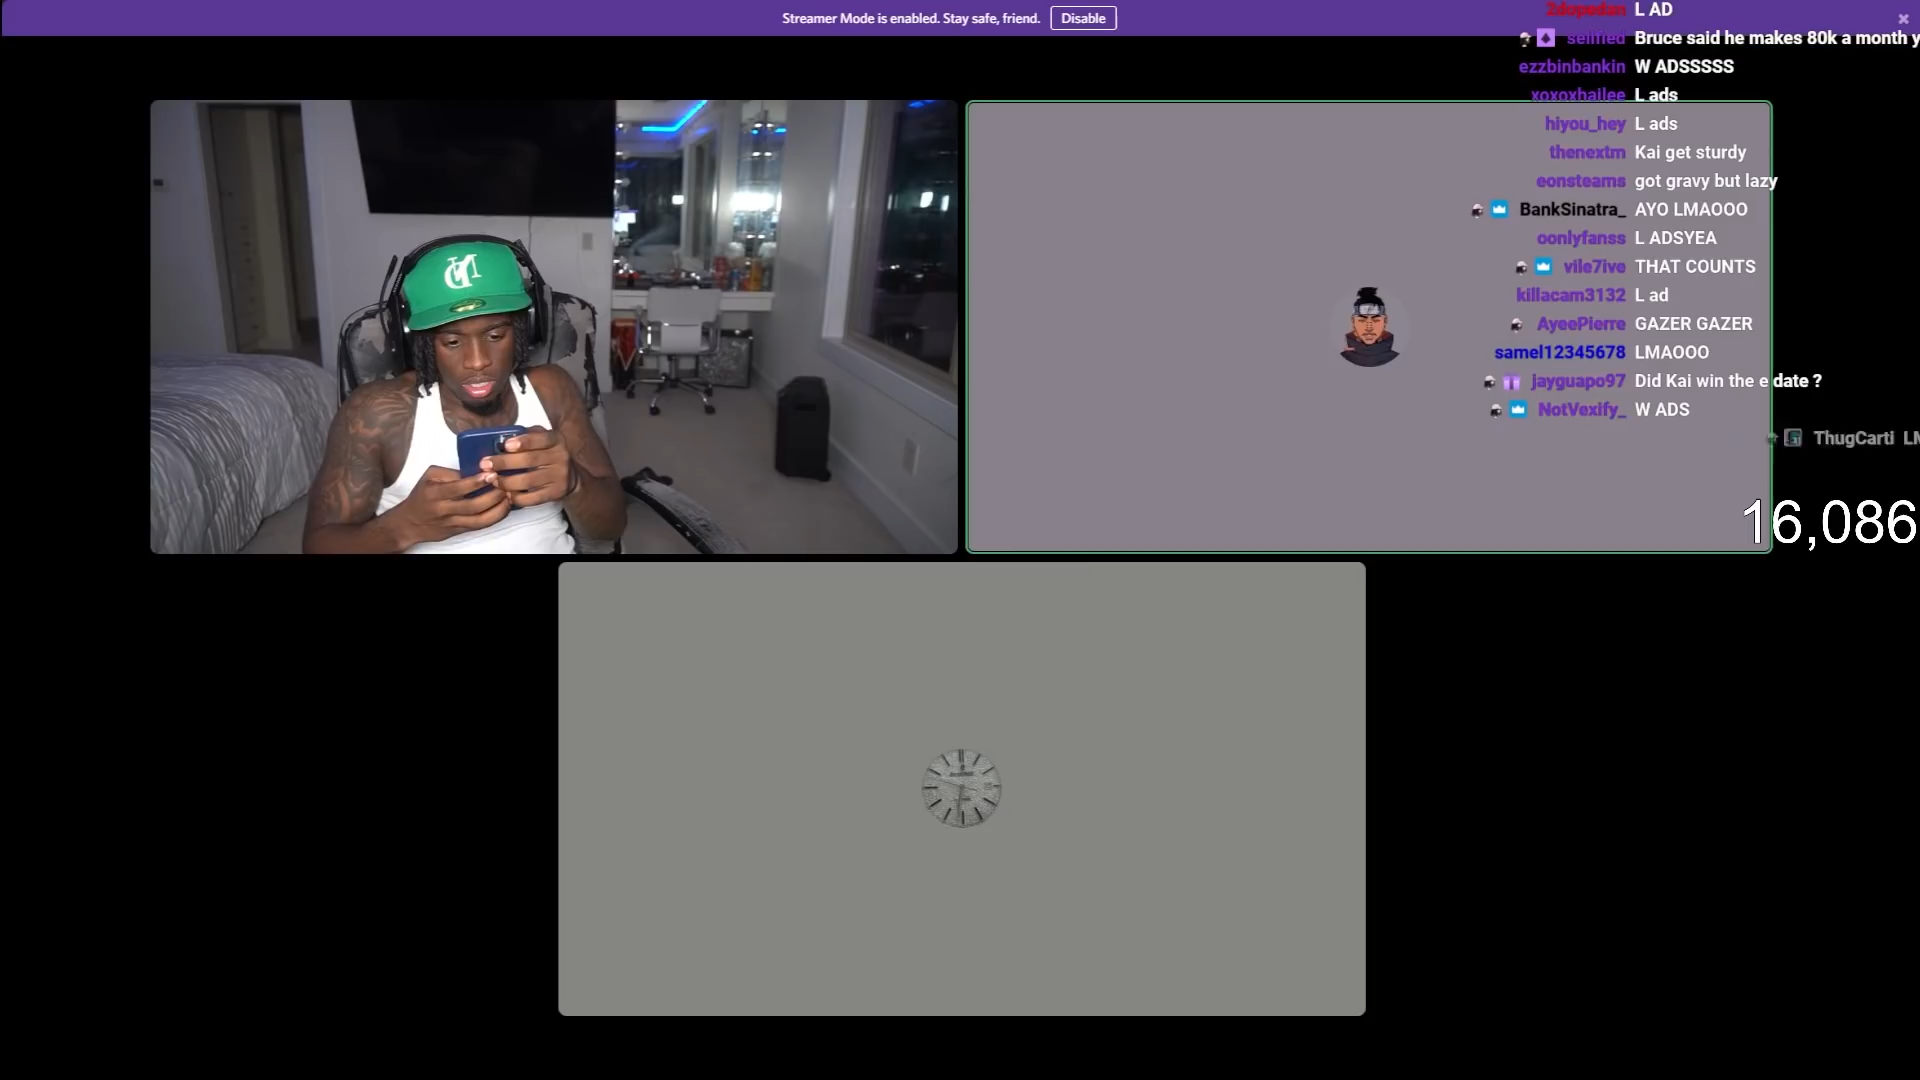 Streamer Mode is enabled. Stay safe, friend. Disable
L AD
selfied Bruce said he makes 80k a month y
ezzbinbankin W ADSSSSS
xoxoxhailee L ads
hiyou_hey L ads
thenextm Kai get sturdy
eonsteams got gravy but lazy
BankSinatra_ AYO LMAOOO
oonlyfanss L ADSYEA
vile7ive THAT COUNTS
killacam3132 L ad
AyeePierre GAZER GAZER
samel12345678 LMAOOO
jayguapo97 Did Kai win the e date ?
NotVexify_ W ADS
ThugCarti LM
16,086